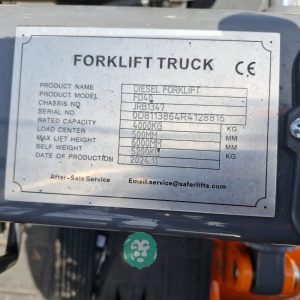 FORKLIFT TRUCK CE
PRODUCT NAME DIESEL FORKLIFT
PRODUCT MODEL FD40
CHASSIS NO JRB1347
SERIAL NO
RATED CAPACITY 4000KG KG
LOAD CENTER 500MM MM
MAX LIFT HEIGHT 6000MM MM
SELF WEIGHT KG
DATE OF PRODUCTION 2024.12
After-Sale Service Email:service@saferlifts.com